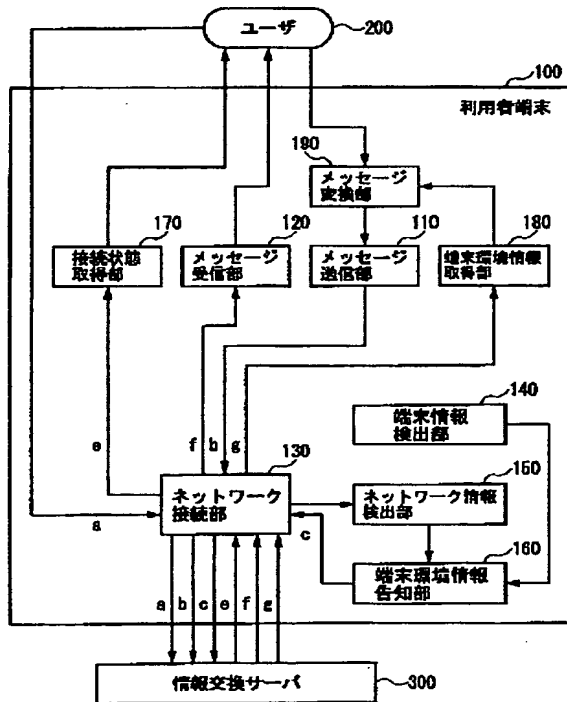 ユーザ
200
100
利用者端末
190
メッセージ
変換部
170
120
110
180
接続状態
取得部
メッセージ
受信部
メッセージ
送信部
端末環境情報
取得部
140
端末情報
検出部
e
f
b
g
130
150
ネットワーク
接続部
ネットワーク情報
検出部
a
c
160
端末環境情報
告知部
a
b
c
e
f
g
情報交換サーバ
300